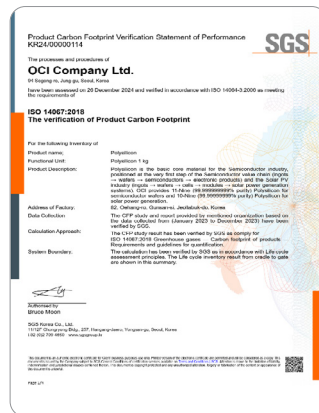 Product Carbon Footprint Verification Statement of Performance
KR24/00000114
SGS
The processes and procedures of
OCI Company Ltd.
94 Sogong-ro, Jung-gu, Seoul, Korea
have been assessed on 26 December 2024 and verified in accordance with ISO 14064-3:2006 as meeting
the requirements of
ISO 14067:2018
The verification of Product Carbon Footprint
For the following Inventory of
Product name: Polysilicon
Functional Unit: Polysilicon 1 kg
Product Description: Polysilicon is the basic core material for the Semiconductor industry,
positioned at the very first step of the Semiconductor value chain (ingots
→ wafers → semiconductors → electronic products) and the Solar PV
industry (ingots → wafers → cells → modules → solar power generation
systems). OCI provides 11-Nine (99.999999999% purity) Polysilicon for
semiconductor wafers and 10-Nine (99.99999999% purity) Polysilicon for
solar power generation.
Address of Factory: Gunsan-si, Jeollabuk-do, Korea
Data Collection The CFP study and report provided by mentioned organization based on
the data collected from (January 2023 to December 2023) have been
verified by SGS.
Calculation Approach: The CFP study result has been verified by SGS as comply for
ISO 14067:2018 Greenhouse gases Carbon footprint of products
Requirements and guidelines for quantification.
System Boundary: The calculation has been verified by SGS as in accordance with Life cycle
assessment principles. The Life cycle inventory result from cradle to gate
are shown in this summary.
Authorised by
Bruce Moon
SGS Korea Co., Ltd.
Seoul, Korea
www.sgsgroup.kr